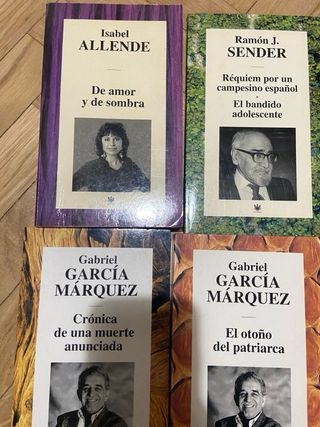 Isabel
ALLENDE
De amor
y de sombra
Ramón J.
SENDER
Réquiem por un
campesino español
•
El bandido
adolescente
Gabriel
GARCÍA
MÁRQUEZ
Crónica
de una muerte
anunciada
Gabriel
GARCÍA
MÁRQUEZ
El otoño
del patriarca